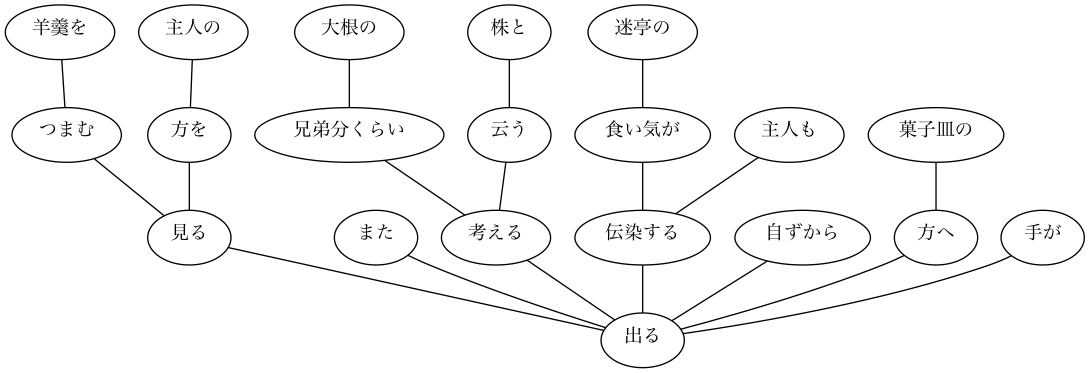 羊羹を 主人の 大根の 株と 迷亭の
つまむ 方を 兄弟分くらい 云う 食い気が 主人も 菓子皿の
見る また 考える 伝染する 自ずから 方へ 手が
出る